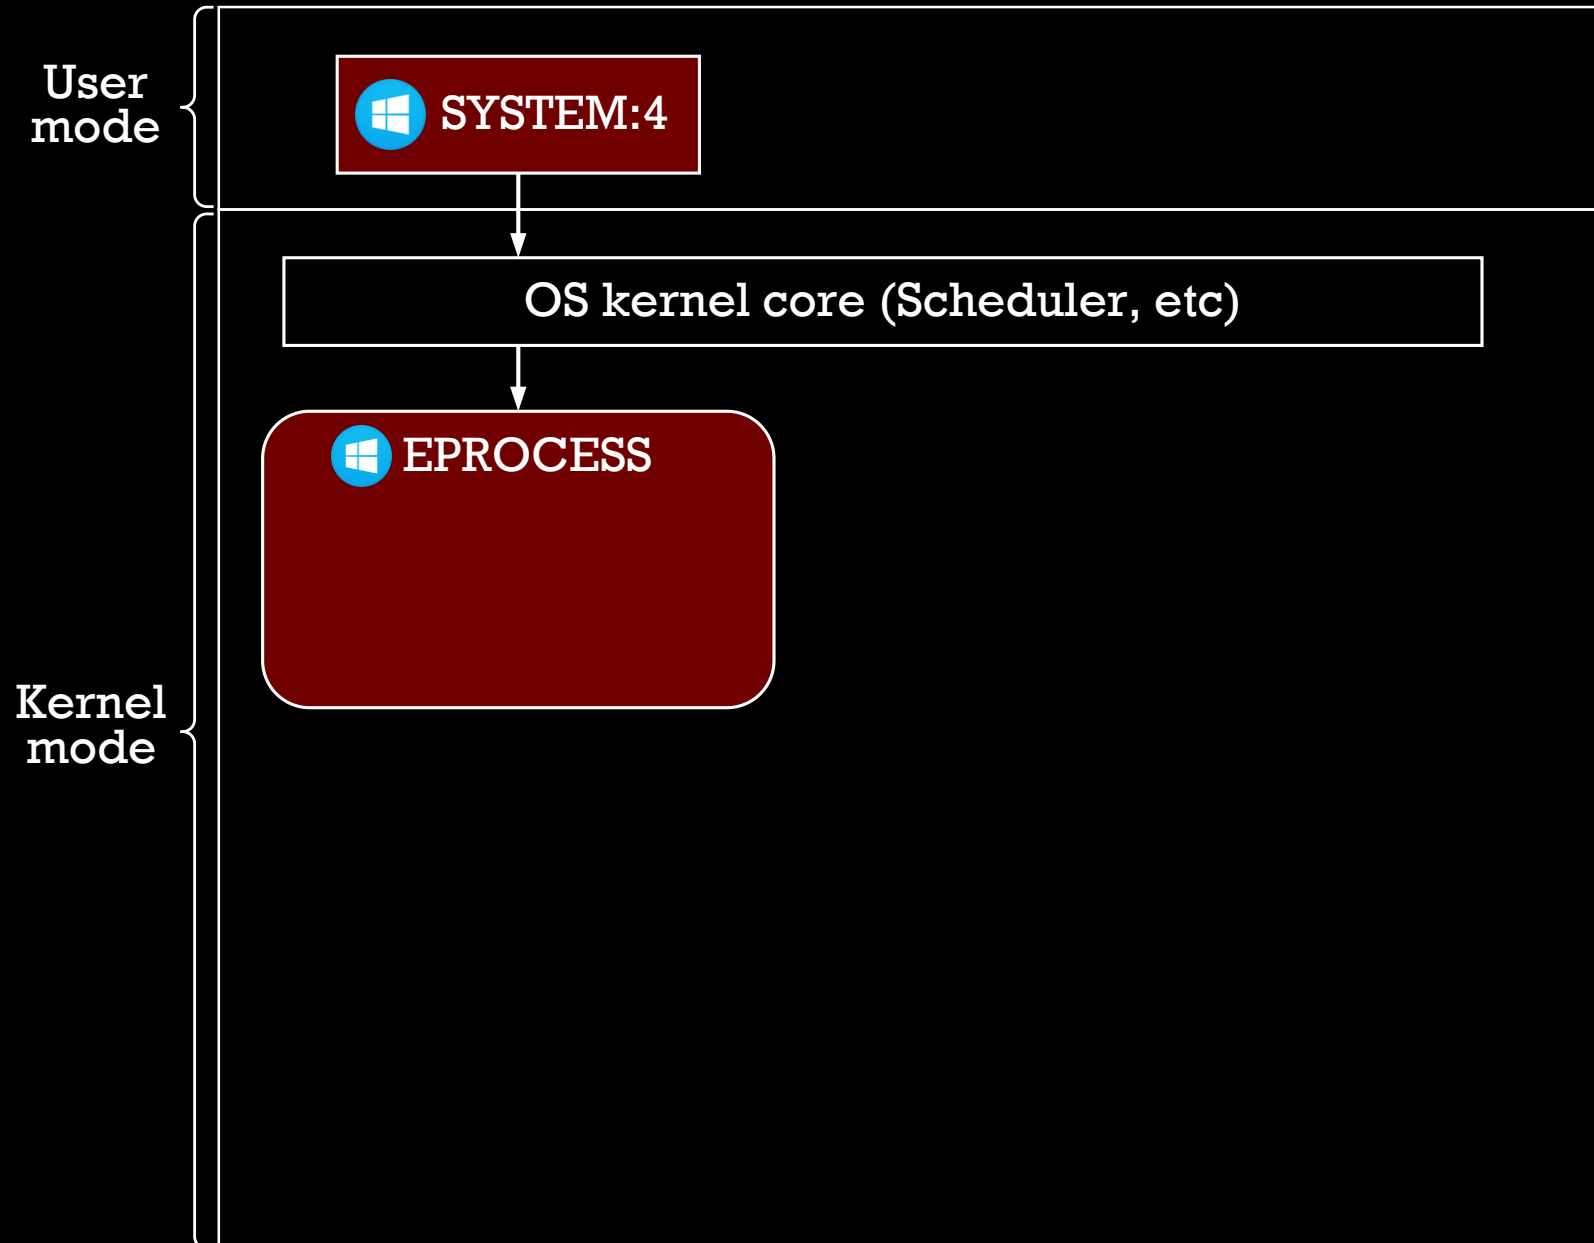 User
mode
SYSTEM:4
OS kernel core (Scheduler, etc)
EPROCESS
Kernel
mode